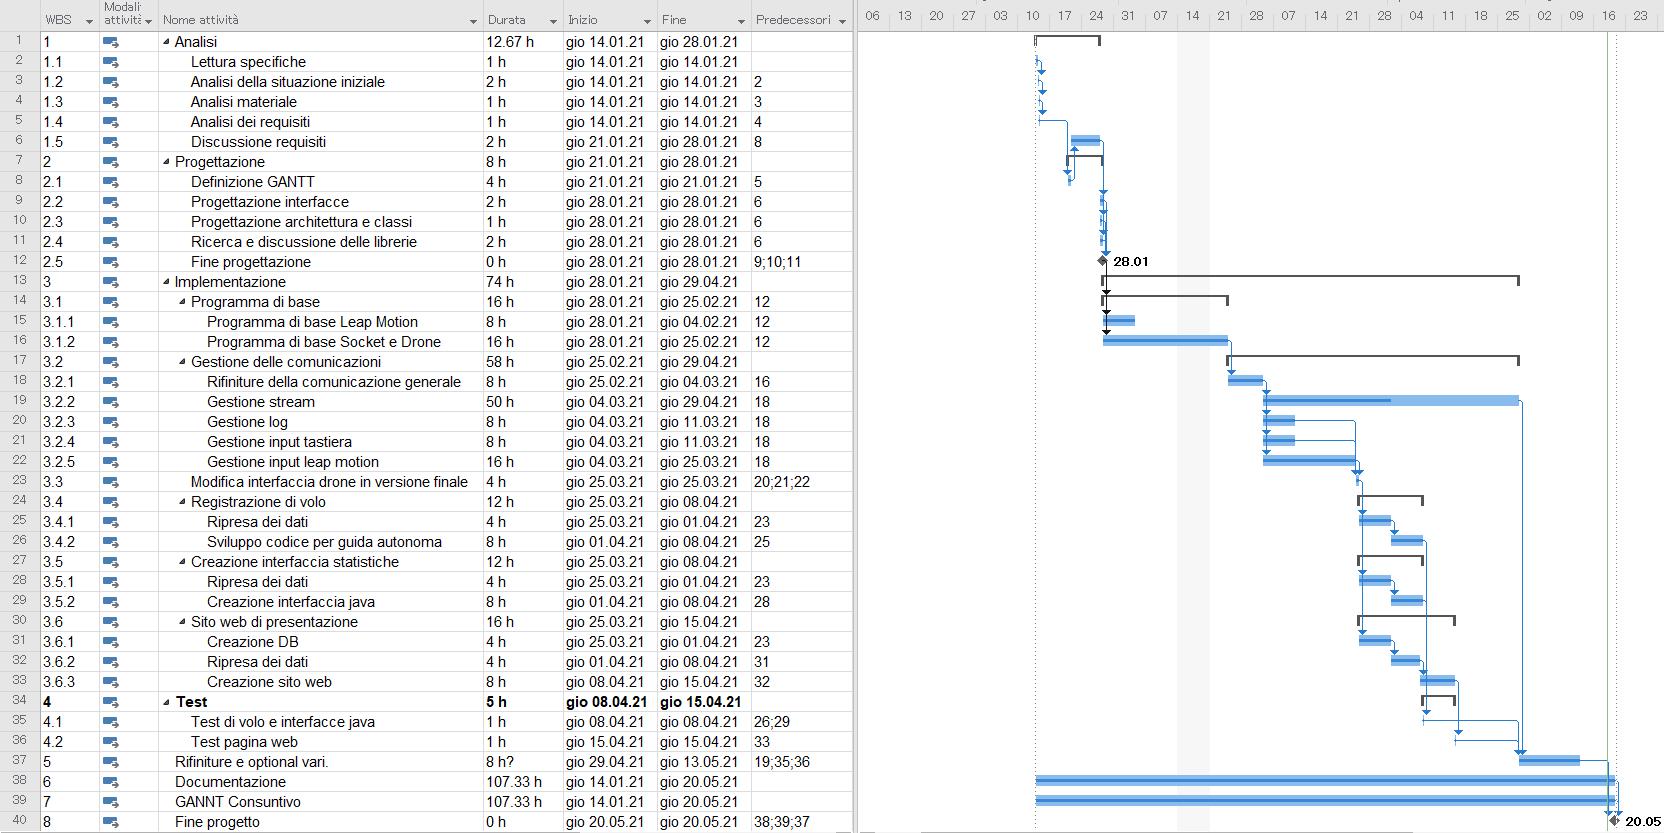 WBS Modali attività Nome attività Durata Inizio Fine Predecessori 06 13 20 27 03 10 17 24 31 07 14 21 28 07 14 21 28 04 11 18 25 02 09 16 23
1 1 Analisi 12.67 h gio 14.01.21 gio 28.01.21
2 1.1 Lettura specifiche 1 h gio 14.01.21 gio 14.01.21
3 1.2 Analisi della situazione iniziale 2 h gio 14.01.21 gio 14.01.21 2
4 1.3 Analisi materiale 1 h gio 14.01.21 gio 14.01.21 3
5 1.4 Analisi dei requisiti 1 h gio 14.01.21 gio 14.01.21 4
6 1.5 Discussione requisiti 2 h gio 21.01.21 gio 28.01.21 8
7 2 Progettazione 8 h gio 21.01.21 gio 28.01.21
8 2.1 Definizione GANTT 4 h gio 21.01.21 gio 21.01.21 5
9 2.2 Progettazione interfacce 2 h gio 28.01.21 gio 28.01.21 6
10 2.3 Progettazione architettura e classi 1 h gio 28.01.21 gio 28.01.21 6
11 2.4 Ricerca e discussione delle librerie 2 h gio 28.01.21 gio 28.01.21 6
12 2.5 Fine progettazione 0 h gio 28.01.21 gio 28.01.21 9;10;11 28.01
13 3 Implementazione 74 h gio 28.01.21 gio 29.04.21
14 3.1 Programma di base 16 h gio 28.01.21 gio 25.02.21 12
15 3.1.1 Programma di base Leap Motion 8 h gio 28.01.21 gio 04.02.21 12
16 3.1.2 Programma di base Socket e Drone 16 h gio 28.01.21 gio 25.02.21 12
17 3.2 Gestione delle comunicazioni 58 h gio 25.02.21 gio 29.04.21
18 3.2.1 Rifiniture della comunicazione generale 8 h gio 25.02.21 gio 04.03.21 16
19 3.2.2 Gestione stream 50 h gio 04.03.21 gio 29.04.21 18
20 3.2.3 Gestione log 8 h gio 04.03.21 gio 11.03.21 18
21 3.2.4 Gestione input tastiera 8 h gio 04.03.21 gio 11.03.21 18
22 3.2.5 Gestione input leap motion 16 h gio 04.03.21 gio 25.03.21 18
23 3.3 Modifica interfaccia drone in versione finale 4 h gio 25.03.21 gio 25.03.21 20;21;22
24 3.4 Registrazione di volo 12 h gio 25.03.21 gio 08.04.21
25 3.4.1 Ripresa dei dati 4 h gio 25.03.21 gio 01.04.21 23
26 3.4.2 Sviluppo codice per guida autonoma 8 h gio 01.04.21 gio 08.04.21 25
27 3.5 Creazione interfaccia statistiche 12 h gio 25.03.21 gio 08.04.21
28 3.5.1 Ripresa dei dati 4 h gio 25.03.21 gio 01.04.21 23
29 3.5.2 Creazione interfaccia java 8 h gio 01.04.21 gio 08.04.21 28
30 3.6 Sito web di presentazione 16 h gio 25.03.21 gio 15.04.21
31 3.6.1 Creazione DB 4 h gio 25.03.21 gio 01.04.21 23
32 3.6.2 Ripresa dei dati 4 h gio 01.04.21 gio 08.04.21 31
33 3.6.3 Creazione sito web 8 h gio 08.04.21 gio 15.04.21 32
34 4 Test 5 h gio 08.04.21 gio 15.04.21
35 4.1 Test di volo e interfacce java 1 h gio 08.04.21 gio 08.04.21 26;29
36 4.2 Test pagina web 1 h gio 15.04.21 gio 15.04.21 33
37 5 Rifiniture e optional vari. 8 h? gio 29.04.21 gio 13.05.21 19;35;36
38 6 Documentazione 107.33 h gio 14.01.21 gio 20.05.21
39 7 GANNT Consuntivo 107.33 h gio 14.01.21 gio 20.05.21
40 8 Fine progetto 0 h gio 20.05.21 gio 20.05.21 38;39;37 20.05